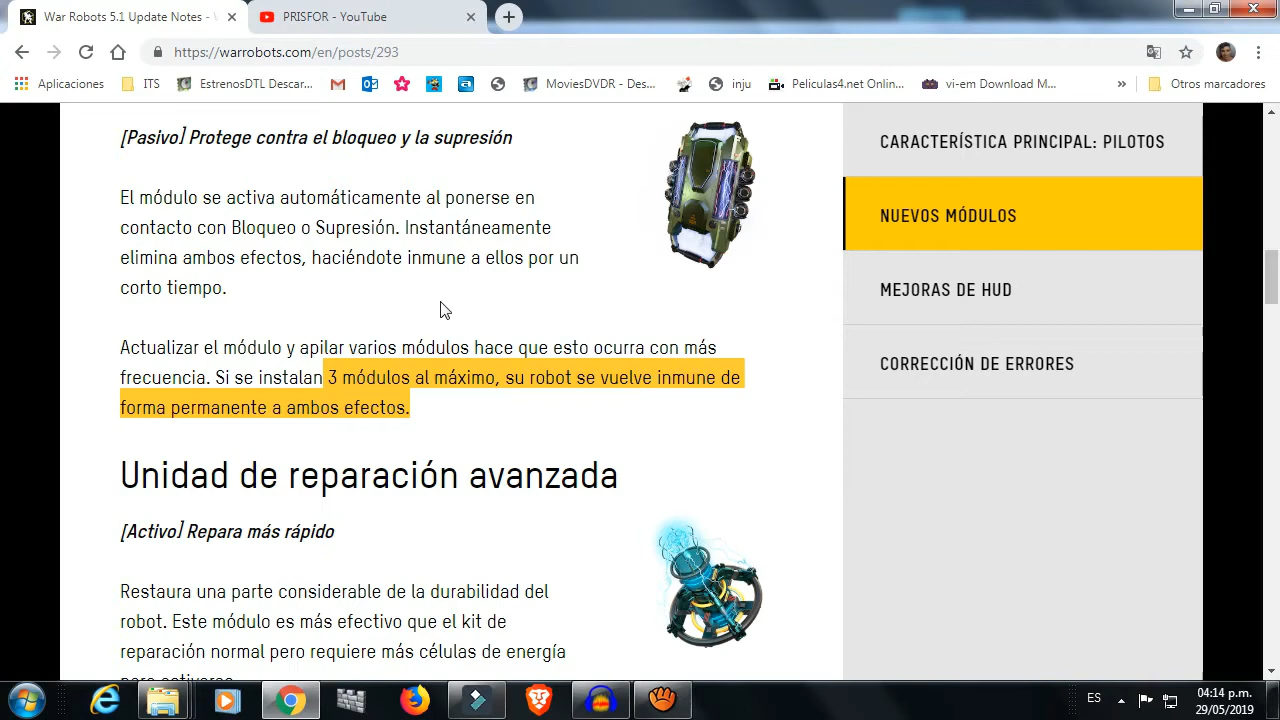 War Robots 5.1 Update Notes -
PRISFOR - YouTube
https://warrobots.com/en/posts/293
Aplicaciones
ITS
EstrenosDTL Descar...
MoviesDVDR - Des...
inju
Peliculas4.net Onlin...
vi-em Download M...
»
Otros marcadores
[Pasivo] Protege contra el bloqueo y la supresión
El módulo se activa automáticamente al ponerse en
contacto con Bloqueo o Supresión. Instantáneamente
elimina ambos efectos, haciéndote inmune a ellos por un
corto tiempo.
Actualizar el módulo y apilar varios módulos hace que esto ocurra con más
frecuencia. Si se instalan 3 módulos al máximo, su robot se vuelve inmune de
forma permanente a ambos efectos.
Unidad de reparación avanzada
[Activo] Repara más rápido
Restaura una parte considerable de la durabilidad del
robot. Este módulo es más efectivo que el kit de
reparación normal pero requiere más células de energía
para activarse.
CARACTERÍSTICA PRINCIPAL: PILOTOS
NUEVOS MÓDULOS
MEJORAS DE HUD
CORRECCIÓN DE ERRORES
ES
04:14 p.m.
29/05/2019